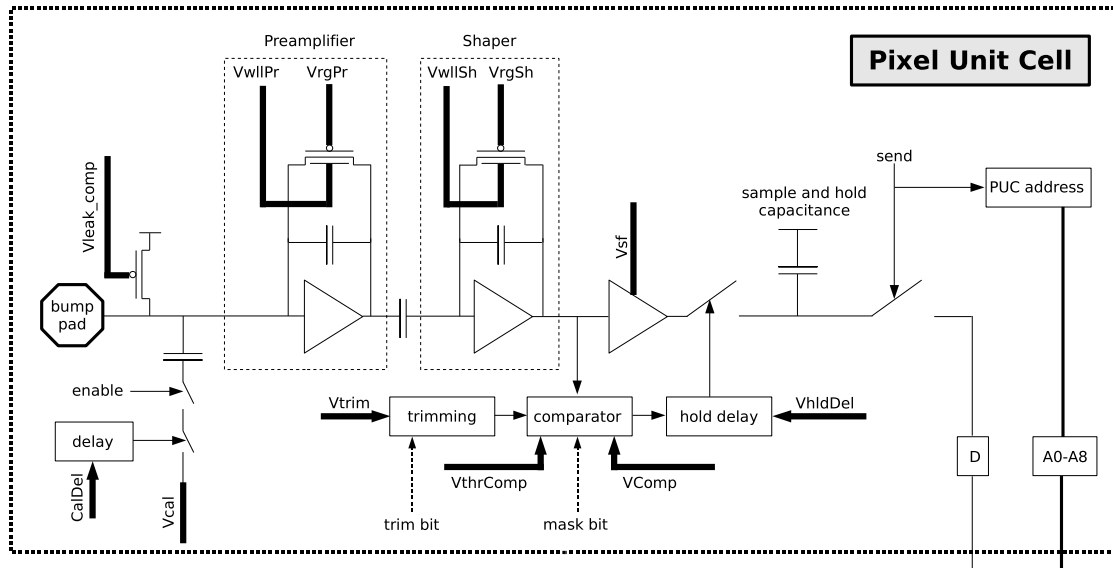 Preamplifier
Shaper
Pixel Unit Cell
VwllPr
VrgPr
VwllSh
VrgSh
Vleak_comp
send
PUC address
sample and hold
capacitance
Vsf
bump
pad
enable
delay
CalDel
Vcal
Vtrim
trimming
comparator
hold delay
VhldDel
VthrComp
VComp
trim bit
mask bit
D
A0-A8